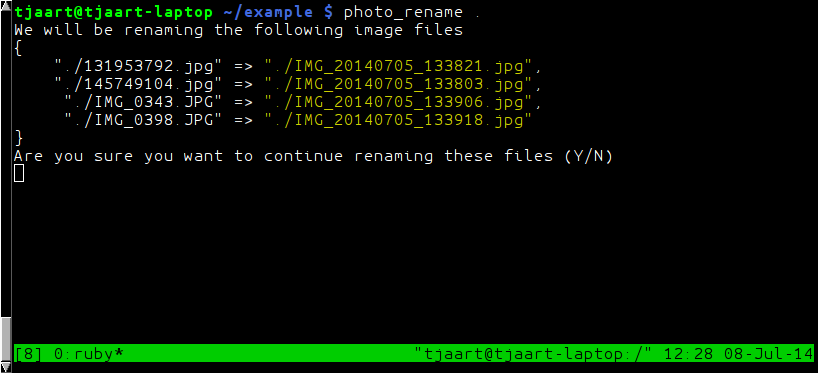 tjaart@tjaart-laptop ~/example $ photo_rename .
We will be renaming the following image files
{
    "./131953792.jpg" => "./IMG_20140705_133821.jpg",
    "./145749104.jpg" => "./IMG_20140705_133803.jpg",
     "./IMG_0343.JPG" => "./IMG_20140705_133906.jpg",
     "./IMG_0398.JPG" => "./IMG_20140705_133918.jpg"
}
Are you sure you want to continue renaming these files (Y/N)
[8] 0:ruby* "tjaart@tjaart-laptop:/" 12:28 08-Jul-14